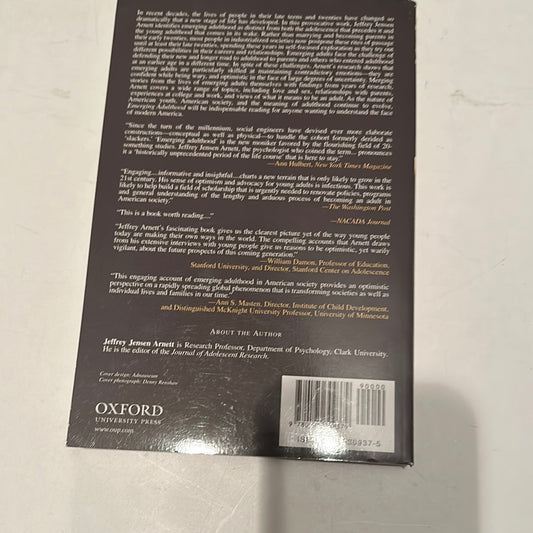 In recent decades, the lives of people in their late teens and twenties have changed so
dramatically that a new stage of life has developed. In this provocative work, Jeffrey Jensen
Arnett identifies emerging adulthood as distinct from both the adolescence that precedes it and
the young adulthood that comes in its wake. Rather than marrying and becoming parents in
their early twenties, most people in industrialized societies now postpone these rites of passage
until at least their late twenties, spending these years in self-focused exploration as they try out
different possibilities in their careers and relationships. Emerging adults face the challenge of
defining their new and longer road to adulthood to parents and others who entered adulthood
at an earlier age in a different time. In spite of these challenges, Arnett's research shows that
emerging adults are particularly skilled at maintaining contradictory emotions—they are
confident while being wary, and optimistic in the face of large degrees of uncertainty. Merging
stories from the lives of emerging adults themselves with findings from years of research,
Arnett covers a wide range of topics, including love and sex, relationships with parents,
experiences at college and work, and views of what it means to be an adult. As the nature of
American youth, American society, and the meaning of adulthood continue to evolve,
Emerging Adulthood will be indispensable reading for anyone wanting to understand the face
of modern America.
"Since the turn of the millennium, social engineers have devised ever more elaborate
constructions—conceptual as well as physical—to handle the cohort formerly derided as
'slackers.' 'Emerging adulthood' is the new moniker favored by the flourishing field of 20-
something studies. Jeffrey Jensen Arnett, the psychologist who coined the term... pronounces
it a 'historically unprecedented period of the life course' that is here to stay."
—Ann Hulbert, New York Times Magazine
"Engaging...informative and insightful...charts a new terrain that is only likely to grow in the
21st century. His sense of optimism and advocacy for young adults is infectious. This work is
likely to help build a field of scholarship that is urgently needed to renovate policies, programs
and general understanding of the lengthy and arduous process of becoming an adult in
American society."
—The Washington Post
"This is a book worth reading..."
—NACADA Journal
"Jeffrey Arnett's fascinating book gives us the clearest picture yet of the way young people
today are making their own ways in the world. The compelling accounts that Arnett draws
from his extensive interviews with young people give us reasons to be optimistic, yet warily
vigilant, about the future prospects of this coming generation."
—William Damon, Professor of Education,
Stanford University, and Director, Stanford Center on Adolescence
"This engaging account of emerging adulthood in American society provides an optimistic
perspective on a rapidly spreading global phenomenon that is transforming societies as well as
individual lives and families in our time."
—Ann S. Masten, Director, Institute of Child Development,
and Distinguished McKnight University Professor, University of Minnesota
ABOUT THE AUTHOR
Jeffrey Jensen Arnett is Research Professor, Department of Psychology, Clark University.
He is the editor of the Journal of Adolescent Research.
Cover design: Adnauseum
Cover photograph: Denny Renshaw
OXFORD
UNIVERSITY PRESS
www.oup.com
90000